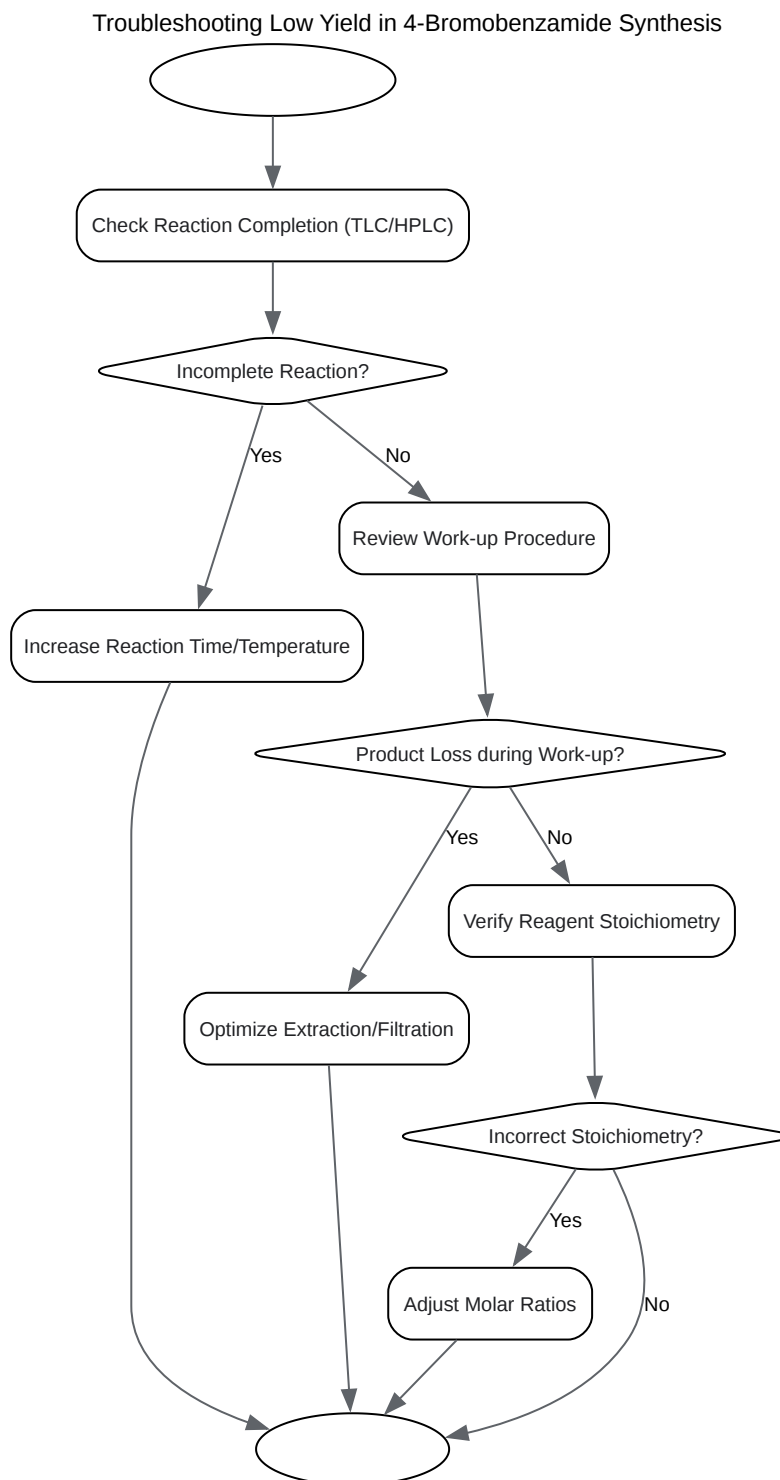 Troubleshooting Low Yield in 4-Bromobenzamide Synthesis
Check Reaction Completion (TLC/HPLC)
Incomplete Reaction?
Yes
No
Review Work-up Procedure
Increase Reaction Time/Temperature
Product Loss during Work-up?
Yes
No
Verify Reagent Stoichiometry
Optimize Extraction/Filtration
Incorrect Stoichiometry?
Yes
Adjust Molar Ratios
No